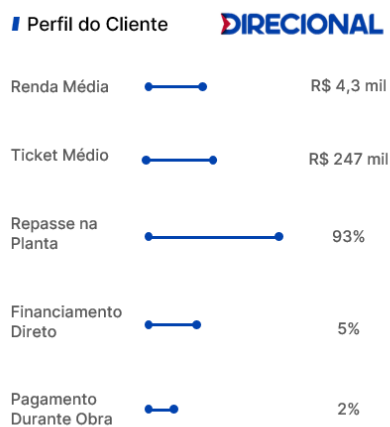 Perfil do Cliente
DIRECIONAL
Renda Média
R$ 4,3 mil
Ticket Médio
R$ 247 mil
Repasse na
Planta
93%
Financiamento
Direto
5%
Pagamento
Durante Obra
2%